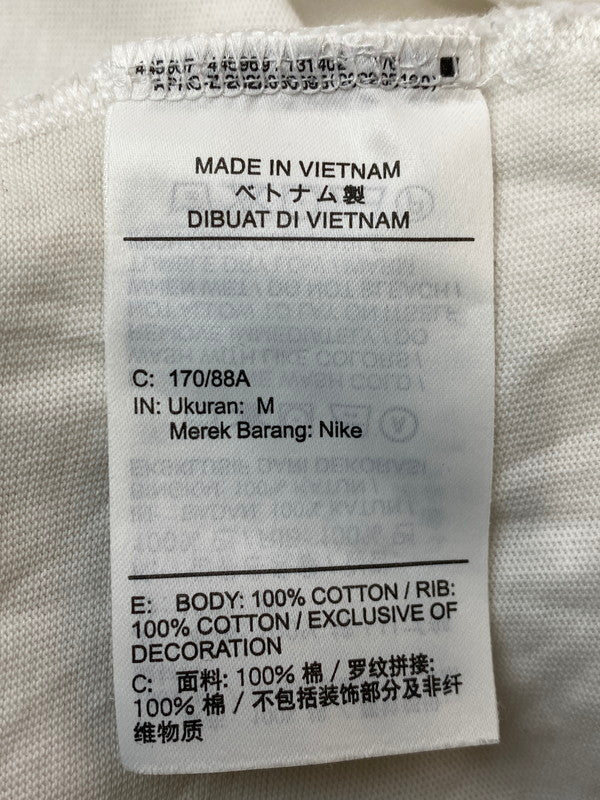 MADE IN VIETNAM
ベトナム製
DIBUAT DI VIETNAM
C: 170/88A
IN: Ukuran: M
Merek Barang: Nike
E: BODY: 100% COTTON / RIB:
100% COTTON / EXCLUSIVE OF
DECORATION
C: 面料: 100% 棉 / 罗纹拼接:
100% 棉 / 不包括装饰部分及非纤
维物质